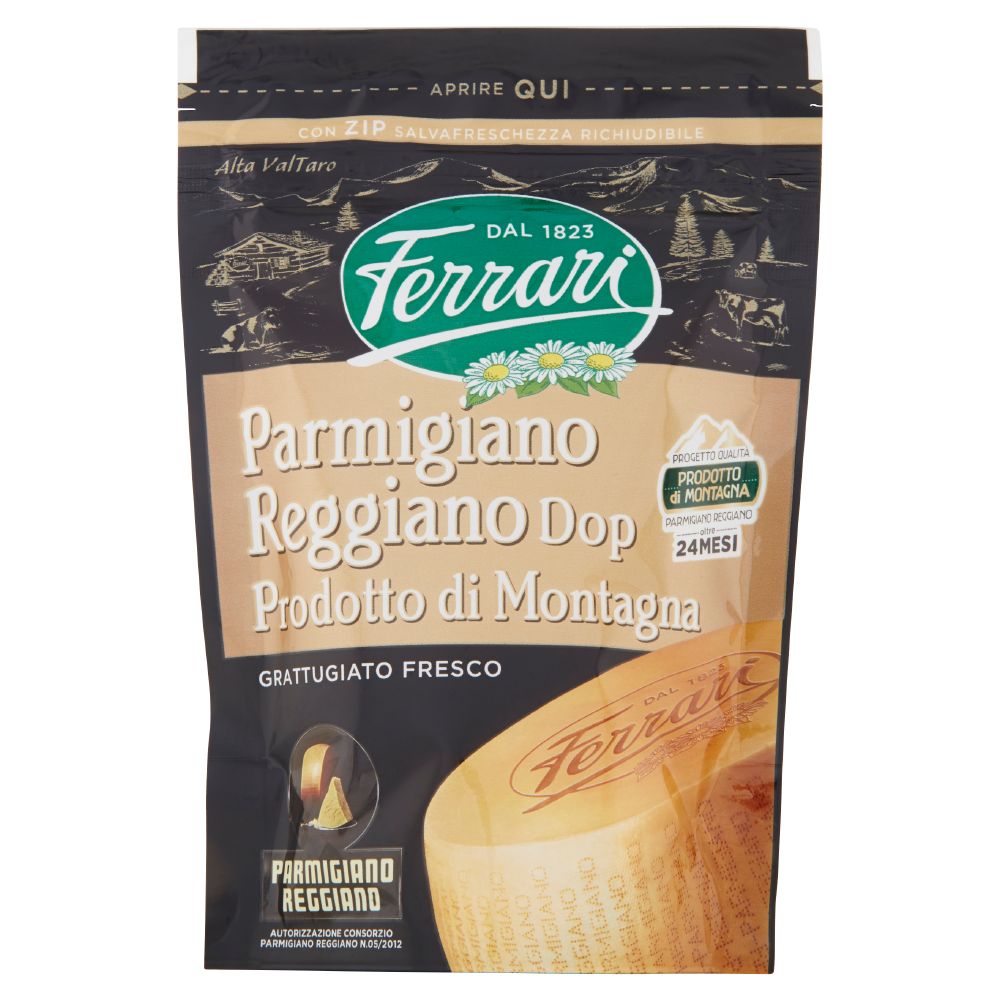 APRIRE QUI
CON ZIP SALVAFRESCHEZZA RICHIUDIBILE
Alta ValTaro
DAL 1823
Ferrari
Parmigiano
Reggiano Dop
Prodotto di Montagna
PROGETTO QUALITÀ
PRODOTTO
di MONTAGNA
PARMIGIANO REGGIANO
oltre
24 MESI
GRATTUGIATO FRESCO
DAL 1823
Ferrari
PARMIGIANO
REGGIANO
AUTORIZZAZIONE CONSORZIO
PARMIGIANO REGGIANO N.05/2012